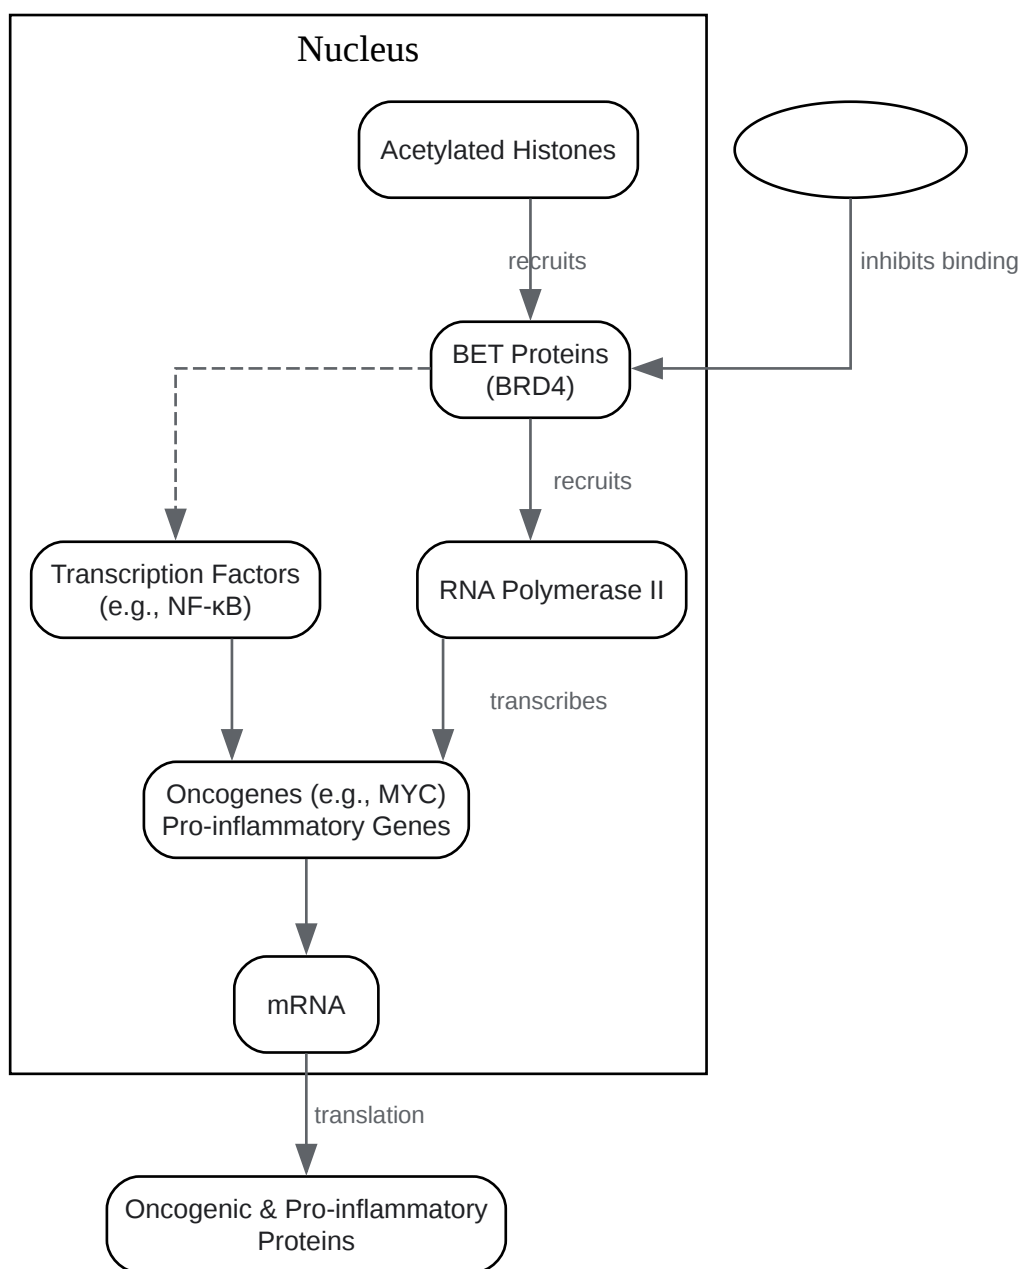 Nucleus
Acetylated Histones
recruits
inhibits binding
BET Proteins
(BRD4)
recruits
Transcription Factors
(e.g., NF-κB)
RNA Polymerase II
transcribes
Oncogenes (e.g., MYC)
Pro-inflammatory Genes
mRNA
translation
Oncogenic & Pro-inflammatory
Proteins